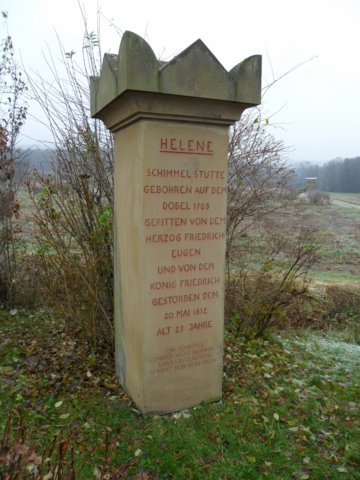 HELENE
SCHIMMEL STUTTE
GEBOHREN AUF DEM
DOBEL 1785
GERITTEN VON DEM
HERZOG FRIEDRICH
EUGEN
UND VON DEM
KÖNIG FRIEDRICH
GESTORBEN DEN
20. MAI 1812
ALT 27 JAHRE